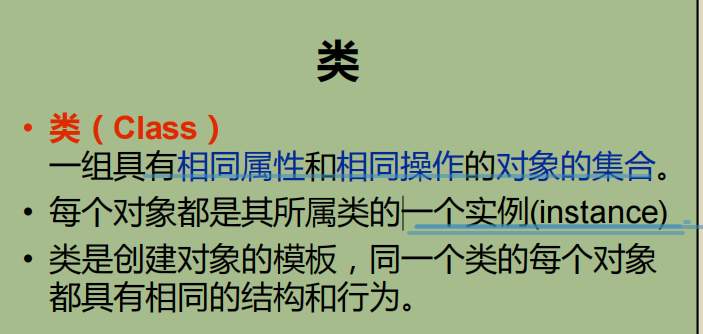 类
• 类（Class）
一组具有相同属性和相同操作的对象的集合。
• 每个对象都是其所属类的一个实例(instance)
• 类是创建对象的模板，同一个类的每个对象
都具有相同的结构和行为。